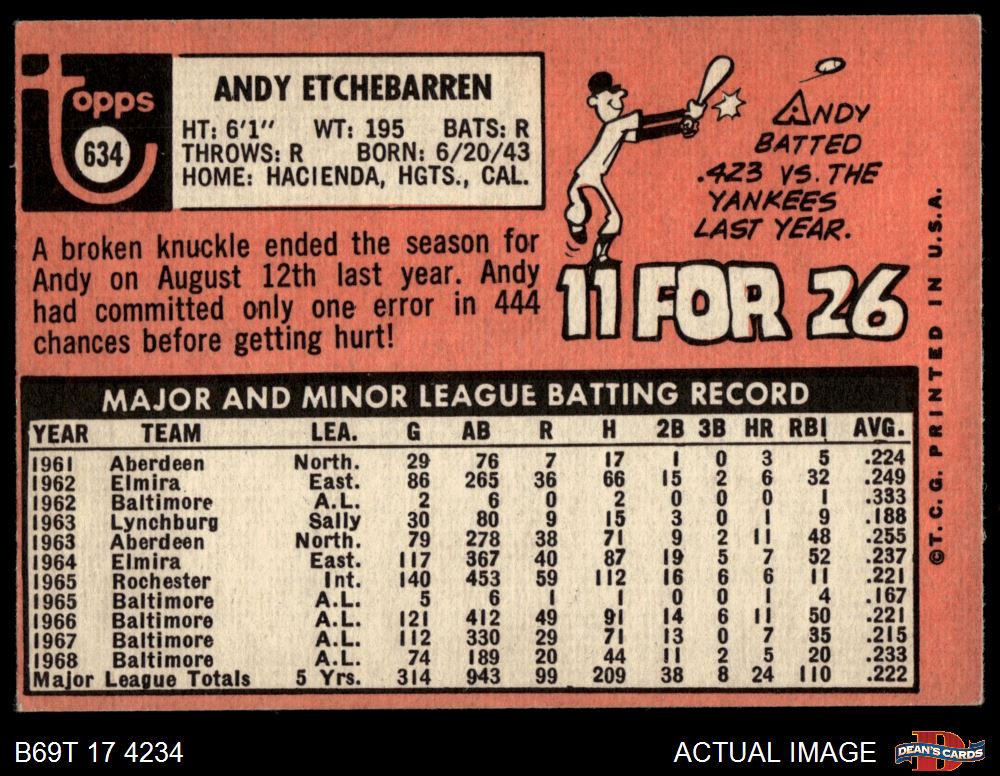 Topps
634
ANDY ETCHEBARREN
HT: 6'1" WT: 195 BATS: R
THROWS: R BORN: 6/20/43
HOME: HACIENDA, HGTS., CAL.
A broken knuckle ended the season for
Andy on August 12th last year. Andy
had committed only one error in 444
chances before getting hurt!
ANDY
BATTED
.423 VS. THE
YANKEES
LAST YEAR.
11 FOR 26
MAJOR AND MINOR LEAGUE BATTING RECORD
YEAR TEAM LEA. G AB R H 2B 3B HR RBI AVG.
1961 Aberdeen North. 29 76 7 17 1 0 3 5 .224
1962 Elmira East. 86 265 36 66 15 2 6 32 .249
1962 Baltimore A.L. 2 6 0 2 0 0 0 1 .333
1963 Lynchburg Sally 30 80 9 15 3 0 1 9 .188
1963 Aberdeen North. 79 278 38 71 9 2 11 48 .255
1964 Elmira East. 117 367 40 87 19 5 7 52 .237
1965 Rochester Int. 140 453 59 112 16 6 6 11 .221
1965 Baltimore A.L. 5 6 1 1 0 0 1 4 .167
1966 Baltimore A.L. 121 412 49 91 14 6 11 50 .221
1967 Baltimore A.L. 112 330 29 71 13 0 7 35 .215
1968 Baltimore A.L. 74 189 20 44 11 2 5 20 .233
Major League Totals 5 Yrs. 314 943 99 209 38 8 24 110 .222
©T.C.G. PRINTED IN U.S.A.
B69T 17 4234
ACTUAL IMAGE
DEAN'S CARDS